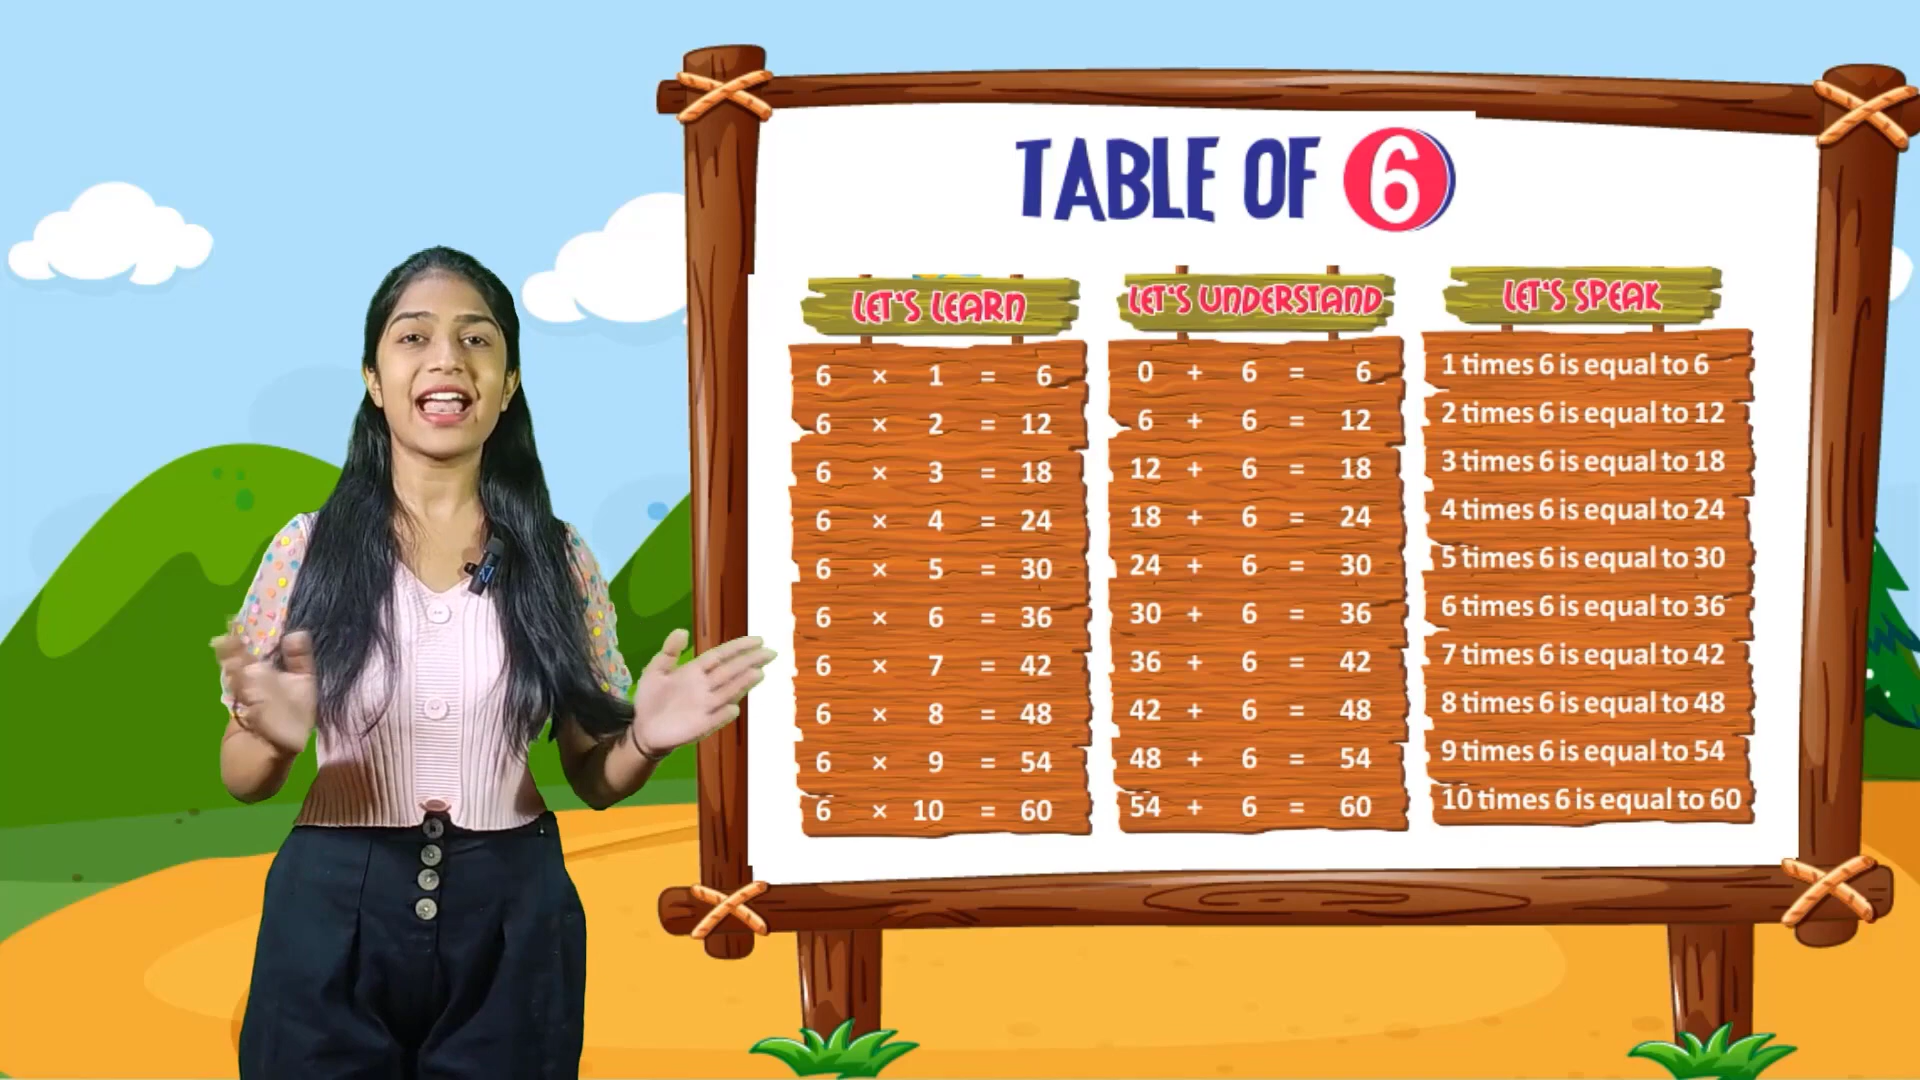 TABLE OF 6
LET'S LEARN
6 × 1 = 6
6 × 2 = 12
6 × 3 = 18
6 × 4 = 24
6 × 5 = 30
6 × 6 = 36
6 × 7 = 42
6 × 8 = 48
6 × 9 = 54
6 × 10 = 60
LET'S UNDERSTAND
0 + 6 = 6
6 + 6 = 12
12 + 6 = 18
18 + 6 = 24
24 + 6 = 30
30 + 6 = 36
36 + 6 = 42
42 + 6 = 48
48 + 6 = 54
54 + 6 = 60
LET'S SPEAK
1 times 6 is equal to 6
2 times 6 is equal to 12
3 times 6 is equal to 18
4 times 6 is equal to 24
5 times 6 is equal to 30
6 times 6 is equal to 36
7 times 6 is equal to 42
8 times 6 is equal to 48
9 times 6 is equal to 54
10 times 6 is equal to 60